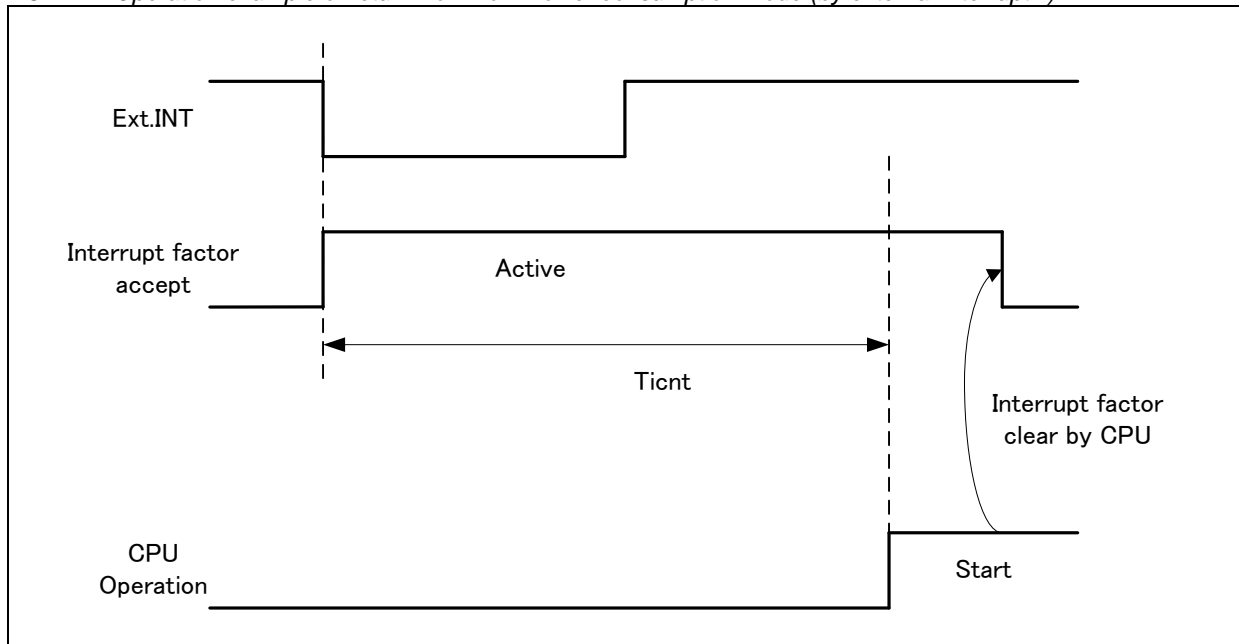 Ext.INT
Interrupt factor
accept
Active
Ticnt
Interrupt factor
clear by CPU
CPU
Operation
Start